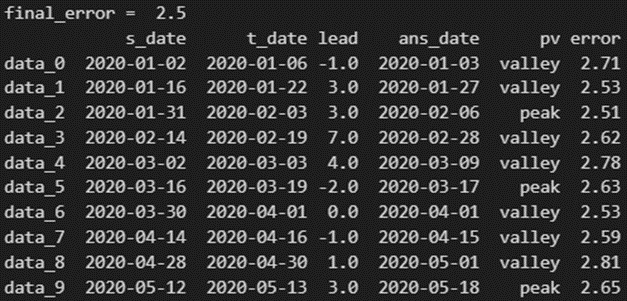 final_error =  2.5
s_date t_date lead ans_date pv error
data_0 2020-01-02 2020-01-06 -1.0 2020-01-03 valley 2.71
data_1 2020-01-16 2020-01-22 3.0 2020-01-27 valley 2.53
data_2 2020-01-31 2020-02-03 3.0 2020-02-06 peak 2.51
data_3 2020-02-14 2020-02-19 7.0 2020-02-28 valley 2.62
data_4 2020-03-02 2020-03-03 4.0 2020-03-09 valley 2.78
data_5 2020-03-16 2020-03-19 -2.0 2020-03-17 peak 2.63
data_6 2020-03-30 2020-04-01 0.0 2020-04-01 valley 2.53
data_7 2020-04-14 2020-04-16 -1.0 2020-04-15 valley 2.59
data_8 2020-04-28 2020-04-30 1.0 2020-05-01 valley 2.81
data_9 2020-05-12 2020-05-13 3.0 2020-05-18 peak 2.65